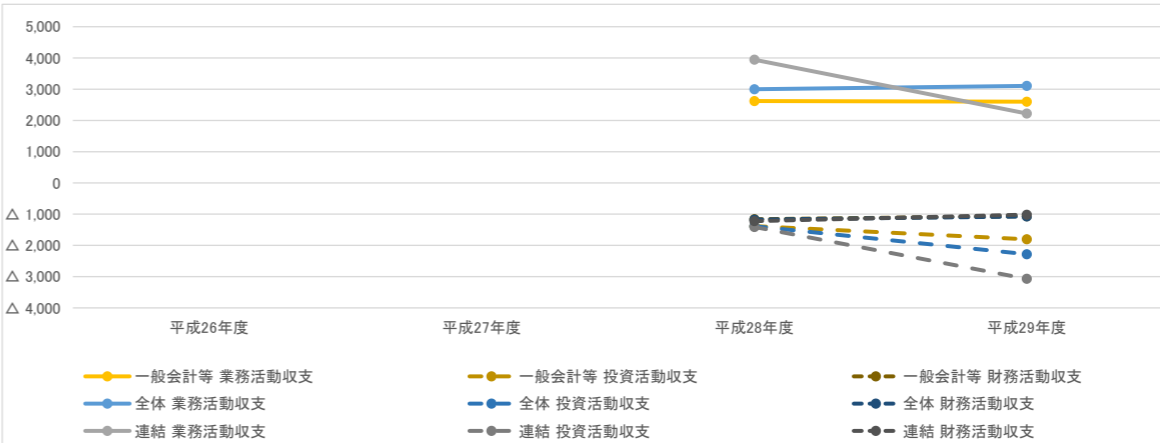 5,000
4,000
3,000
2,000
1,000
0
△ 1,000
△ 2,000
△ 3,000
△ 4,000
平成26年度 平成27年度 平成28年度 平成29年度
一般会計等 業務活動収支 一般会計等 投資活動収支 一般会計等 財務活動収支
全体 業務活動収支 全体 投資活動収支 全体 財務活動収支
連結 業務活動収支 連結 投資活動収支 連結 財務活動収支